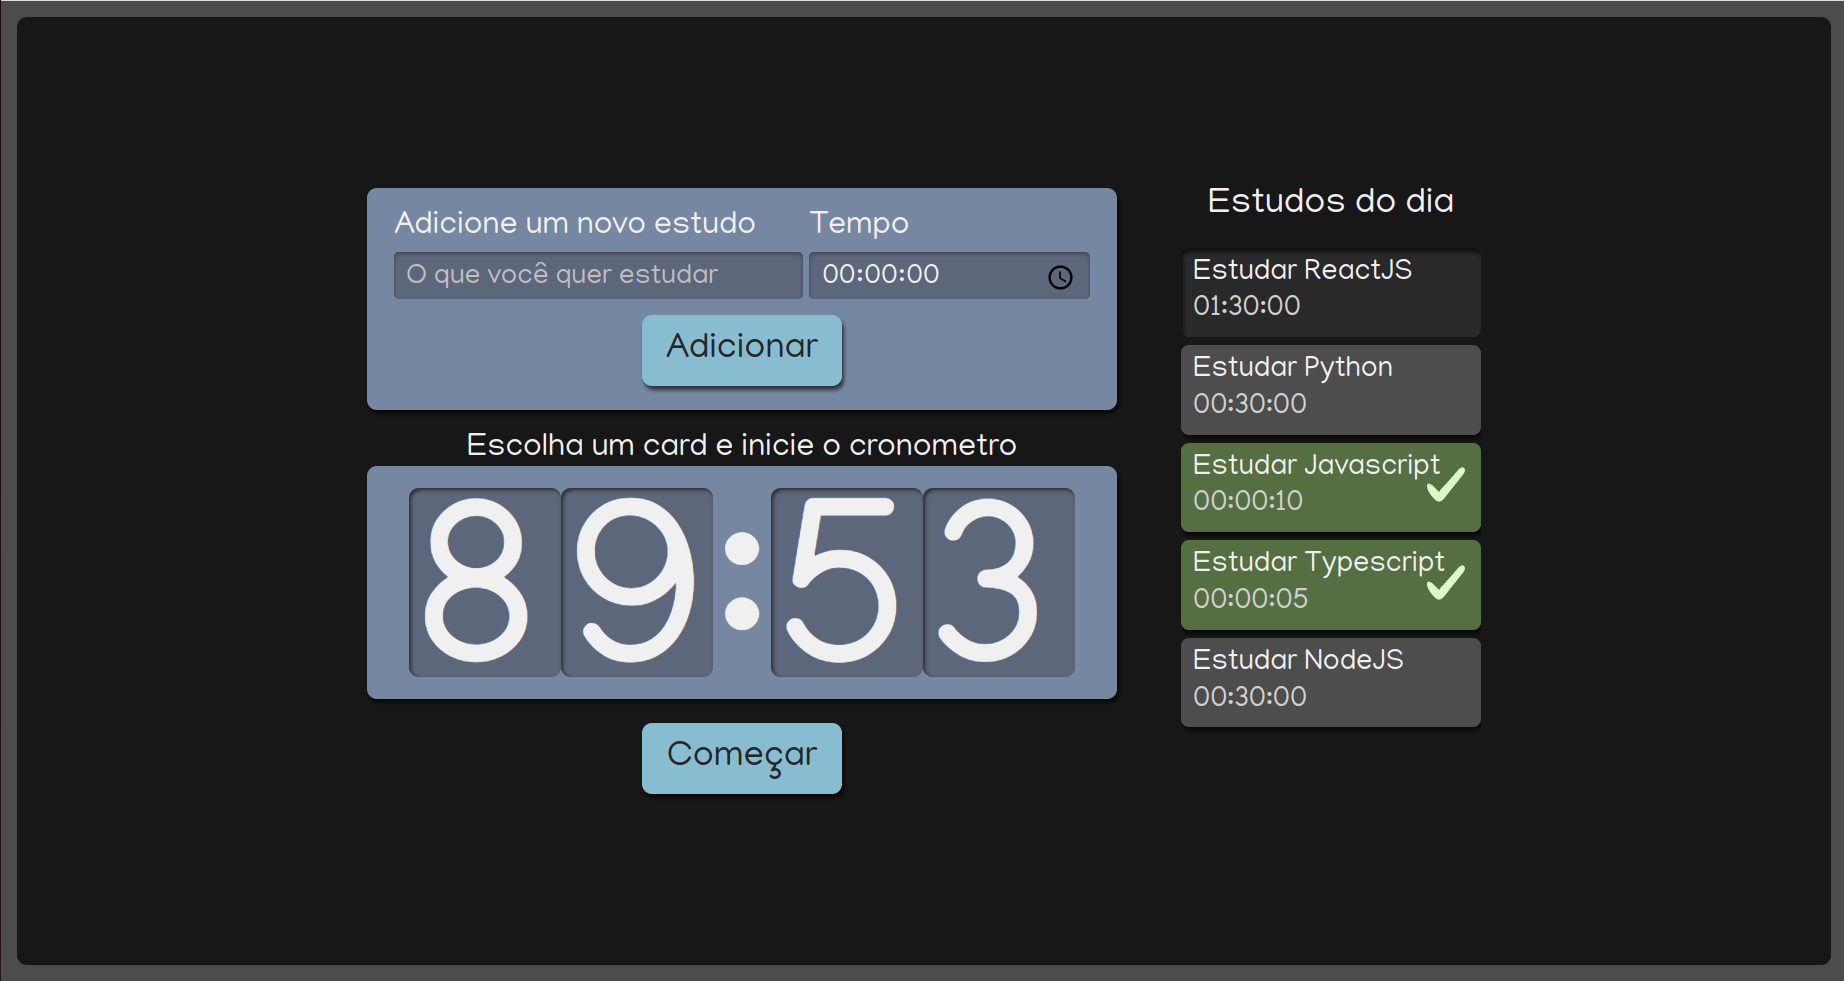 Adicione um novo estudo
Tempo
O que você quer estudar
00:00:00
Adicionar
Escolha um card e inicie o cronometro
89:53
Começar
Estudos do dia
Estudar ReactJS
01:30:00
Estudar Python
00:30:00
Estudar Javascript
00:00:10
Estudar Typescript
00:00:05
Estudar NodeJS
00:30:00